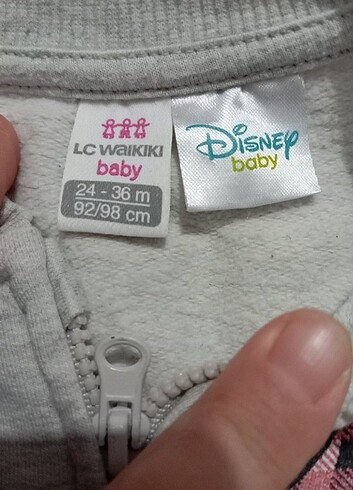 LC WAIKIKI
baby
24 - 36 m
92/98 cm
Disney
baby